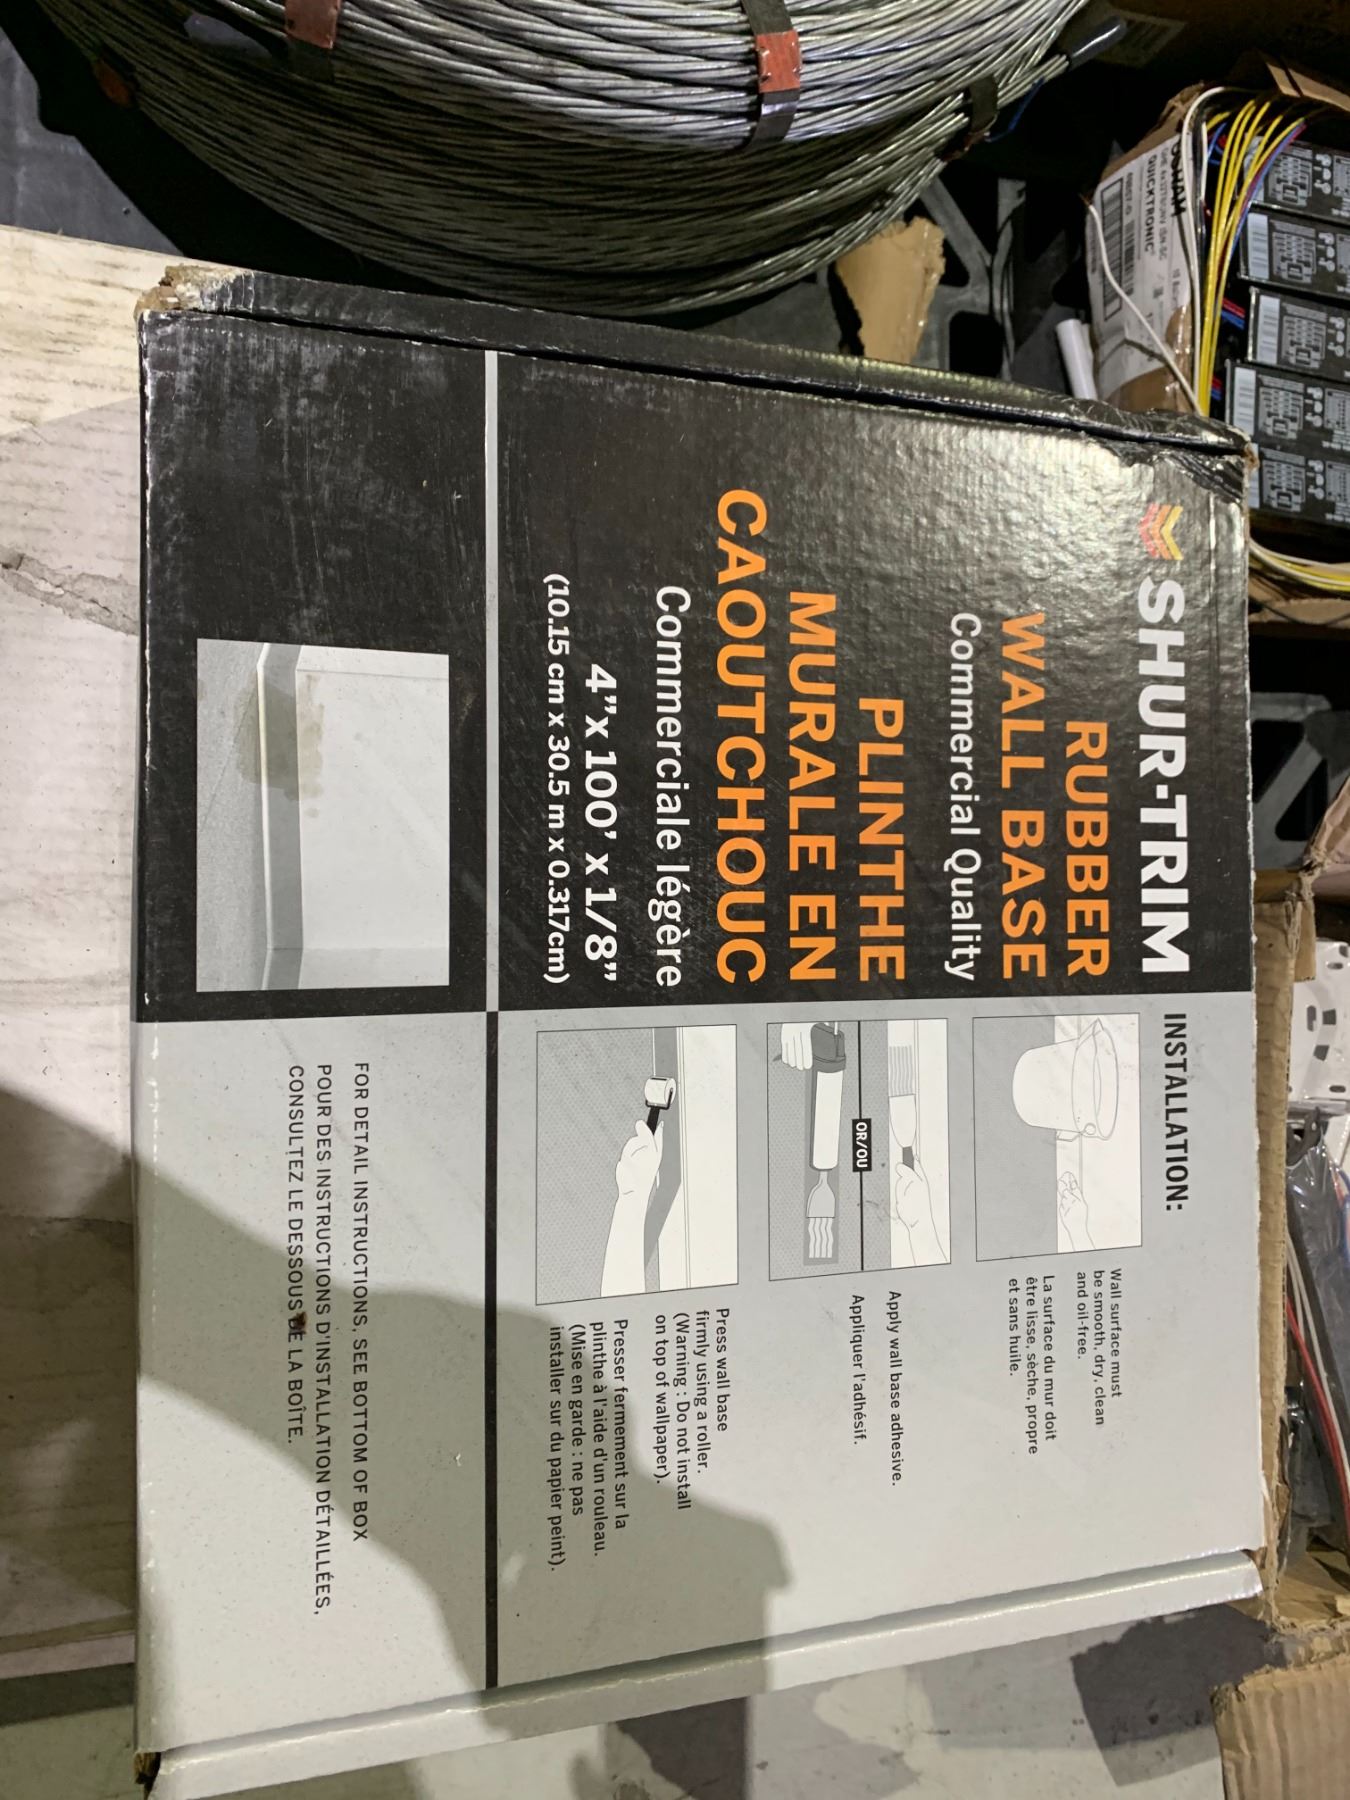 SHUR-TRIM
RUBBER
WALL BASE
Commercial Quality
PLINTHE
MURALE EN
CAOUTCHOUC
Commerciale légère
4”x 100’ x 1/8”
(10.15 cm x 30.5 m x 0.317cm)
INSTALLATION:
Wall surface must
be smooth, dry, clean
and oil-free.
La surface du mur doit
être lisse, sèche, propre
et sans huile.
OR/OU
Apply wall base adhesive.
Appliquer l'adhésif.
Press wall base
firmly using a roller.
(Warning : Do not install
on top of wallpaper).
Presser fermement sur la
plinthe à l'aide d'un rouleau.
(Mise en garde : ne pas
installer sur du papier peint).
FOR DETAIL INSTRUCTIONS, SEE BOTTOM OF BOX
POUR DES INSTRUCTIONS D'INSTALLATION DÉTAILLÉES,
CONSULTEZ LE DESSOUS DE LA BOÎTE.
QUICKTRONIC